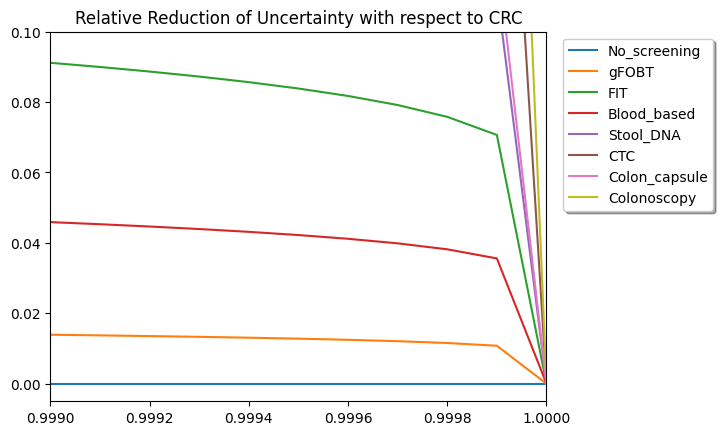 Relative Reduction of Uncertainty with respect to CRC
0.10
0.08
0.06
0.04
0.02
0.00
0.9990 0.9992 0.9994 0.9996 0.9998 1.0000
No_screening
gFOBT
FIT
Blood_based
Stool_DNA
CTC
Colon_capsule
Colonoscopy